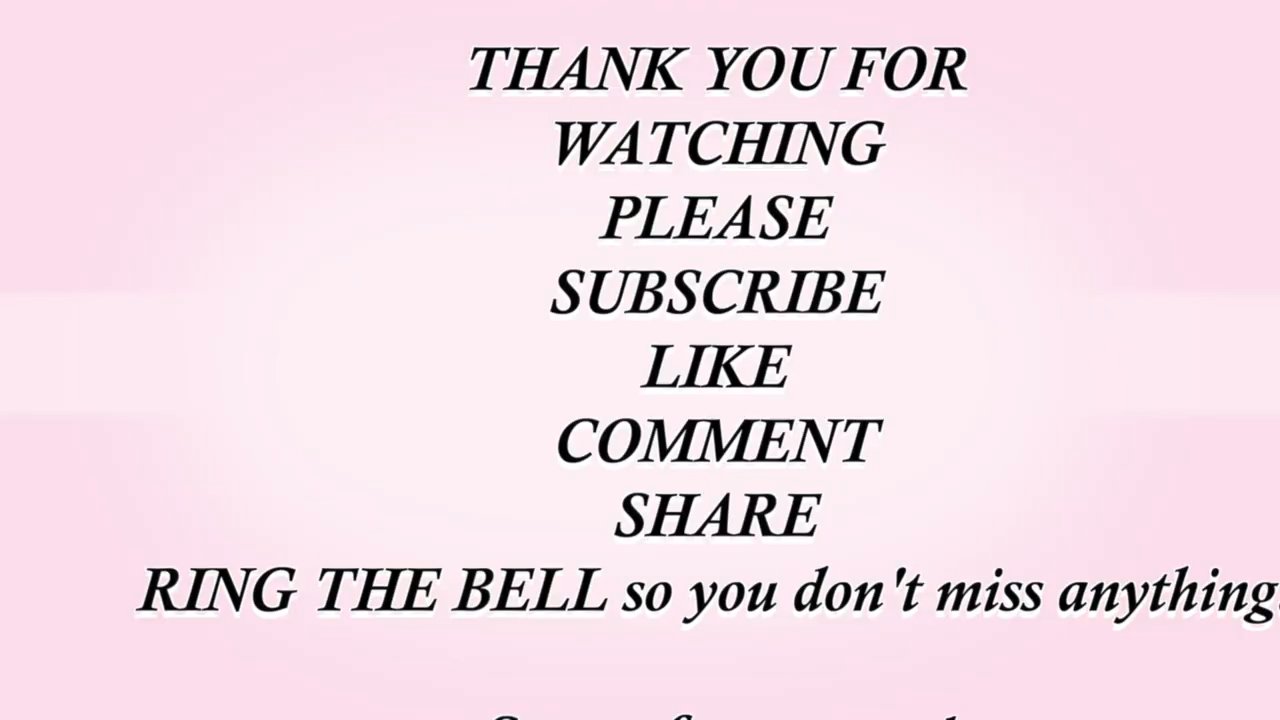 THANK YOU FOR
WATCHING
PLEASE
SUBSCRIBE
LIKE
COMMENT
SHARE
RING THE BELL so you don't miss anything